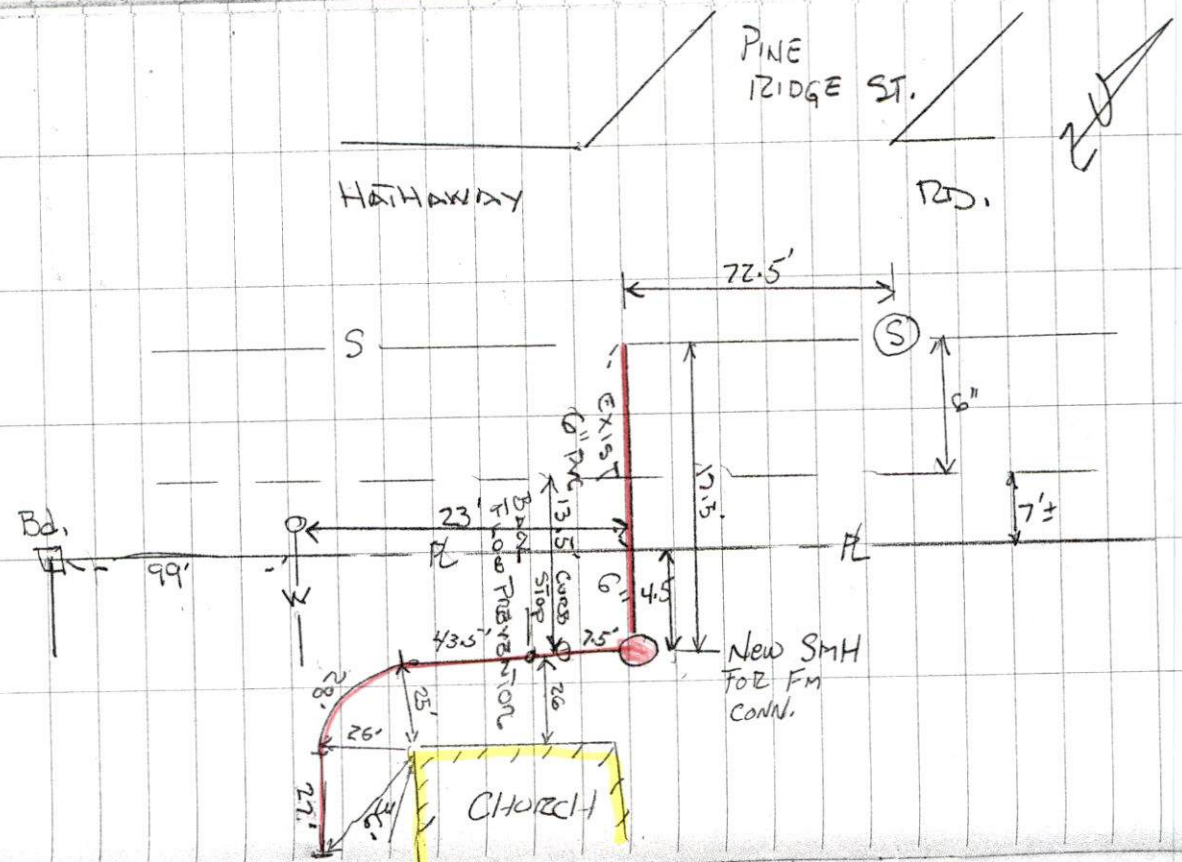 PINE
RIDGE ST.
HATHAWAY
RD.
72.5'
S
S
EXIST
6" PVC
17.5'
7'±
Bd.
99'
23'
13.5'
PL
PL
BACK
FLOW PREVENTION
CURB
STOP
6"
4.5
43.5'
7.5'
New SMH
FOR FM
CONN.
28'
25'
26
26'
CHURCH